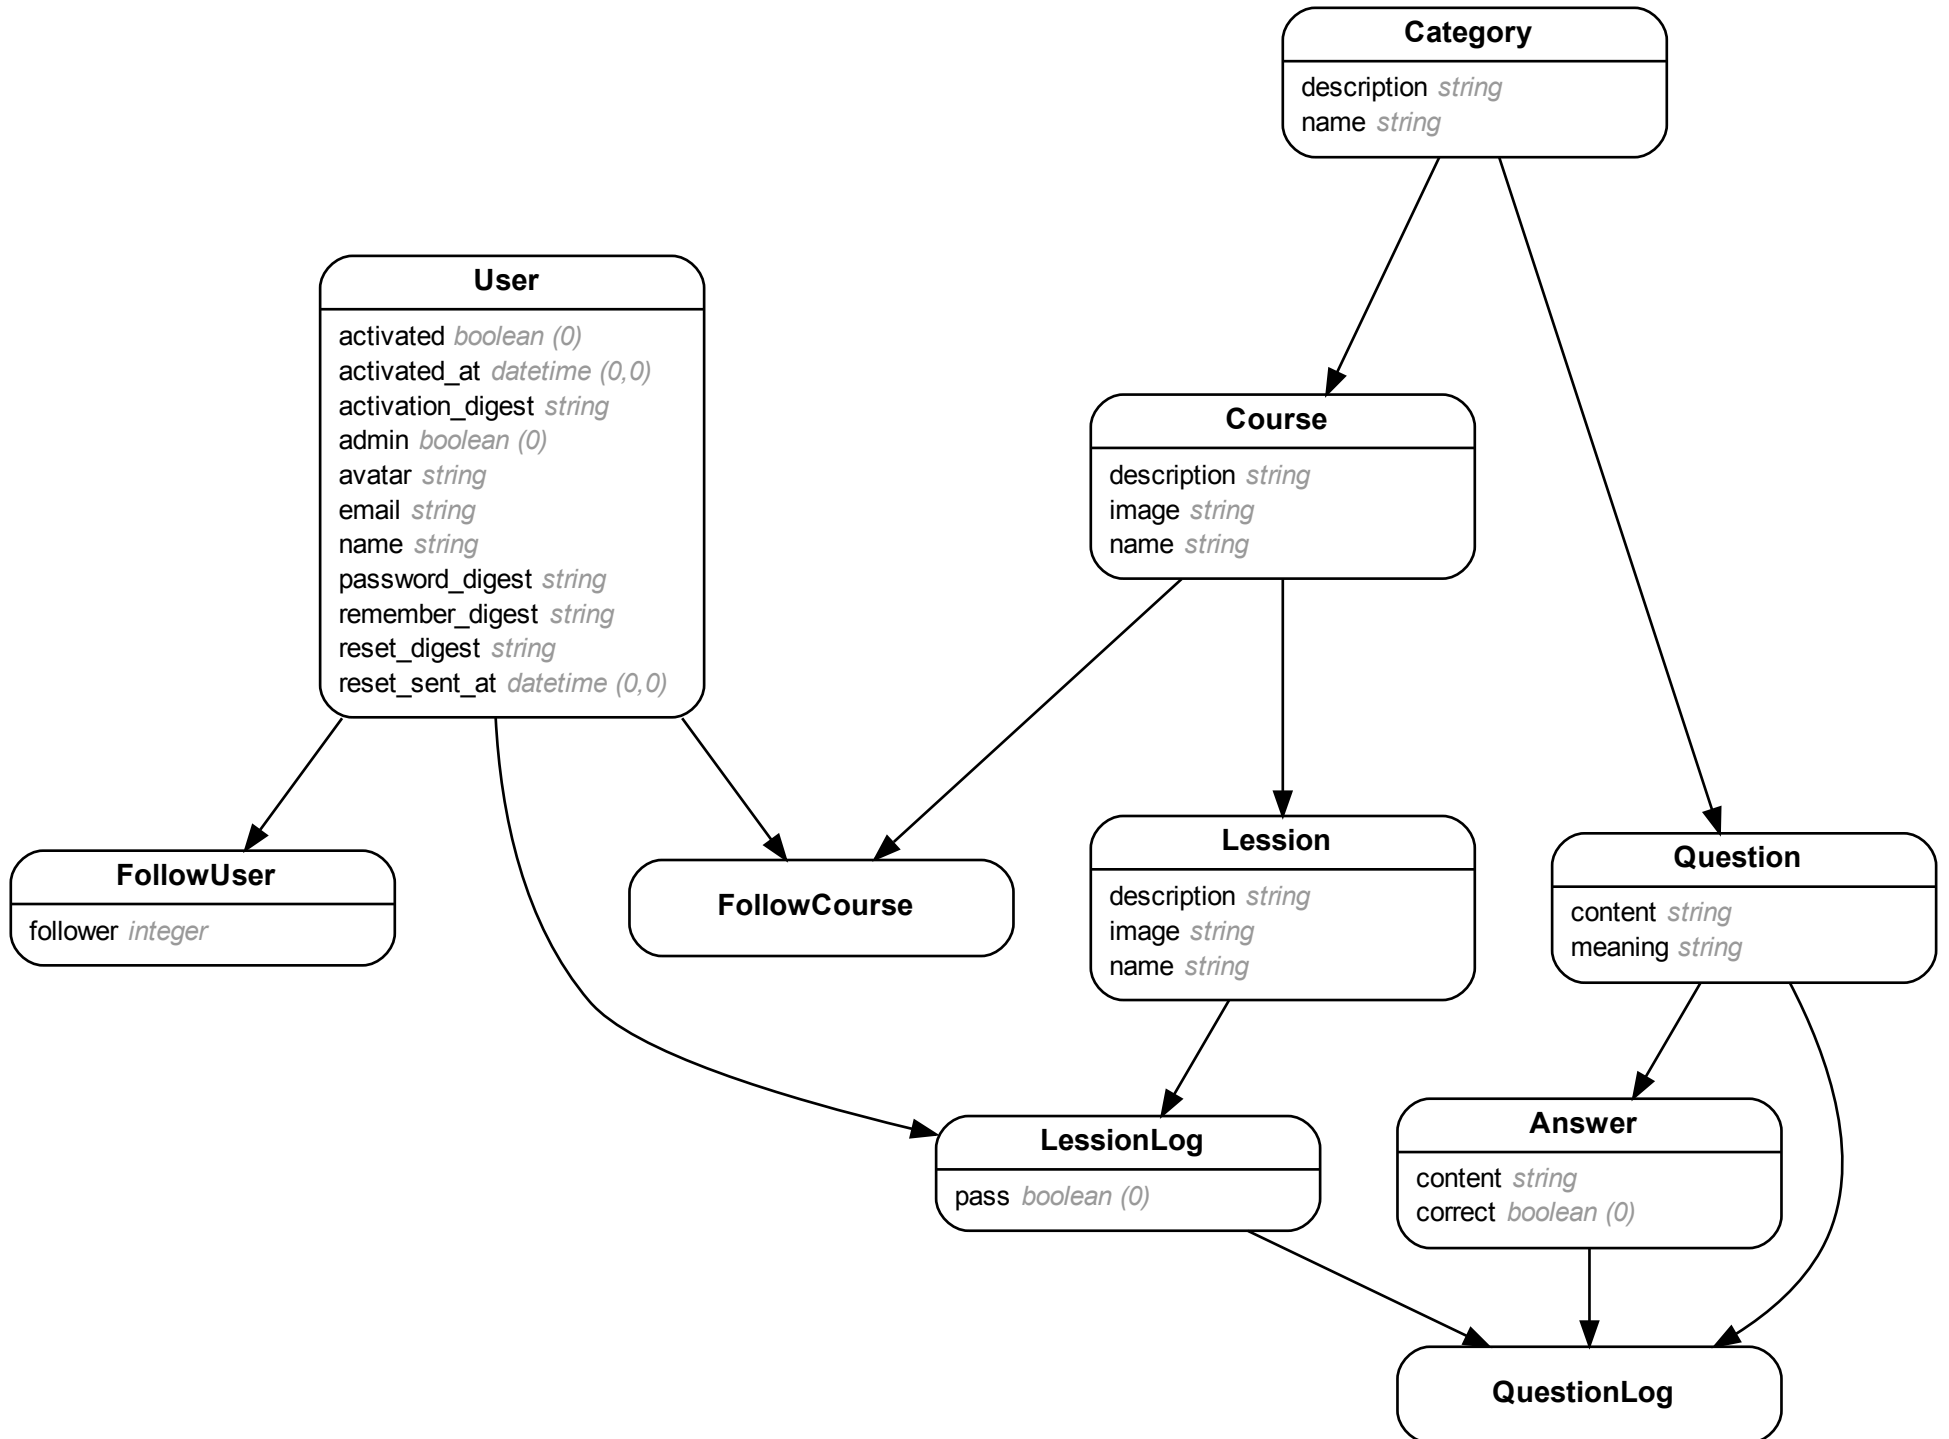 Category
description string
name string
User
activated boolean (0)
activated_at datetime (0,0)
activation_digest string
admin boolean (0)
avatar string
email string
name string
password_digest string
remember_digest string
reset_digest string
reset_sent_at datetime (0,0)
Course
description string
image string
name string
FollowUser
follower integer
FollowCourse
Lession
description string
image string
name string
Question
content string
meaning string
LessionLog
pass boolean (0)
Answer
content string
correct boolean (0)
QuestionLog